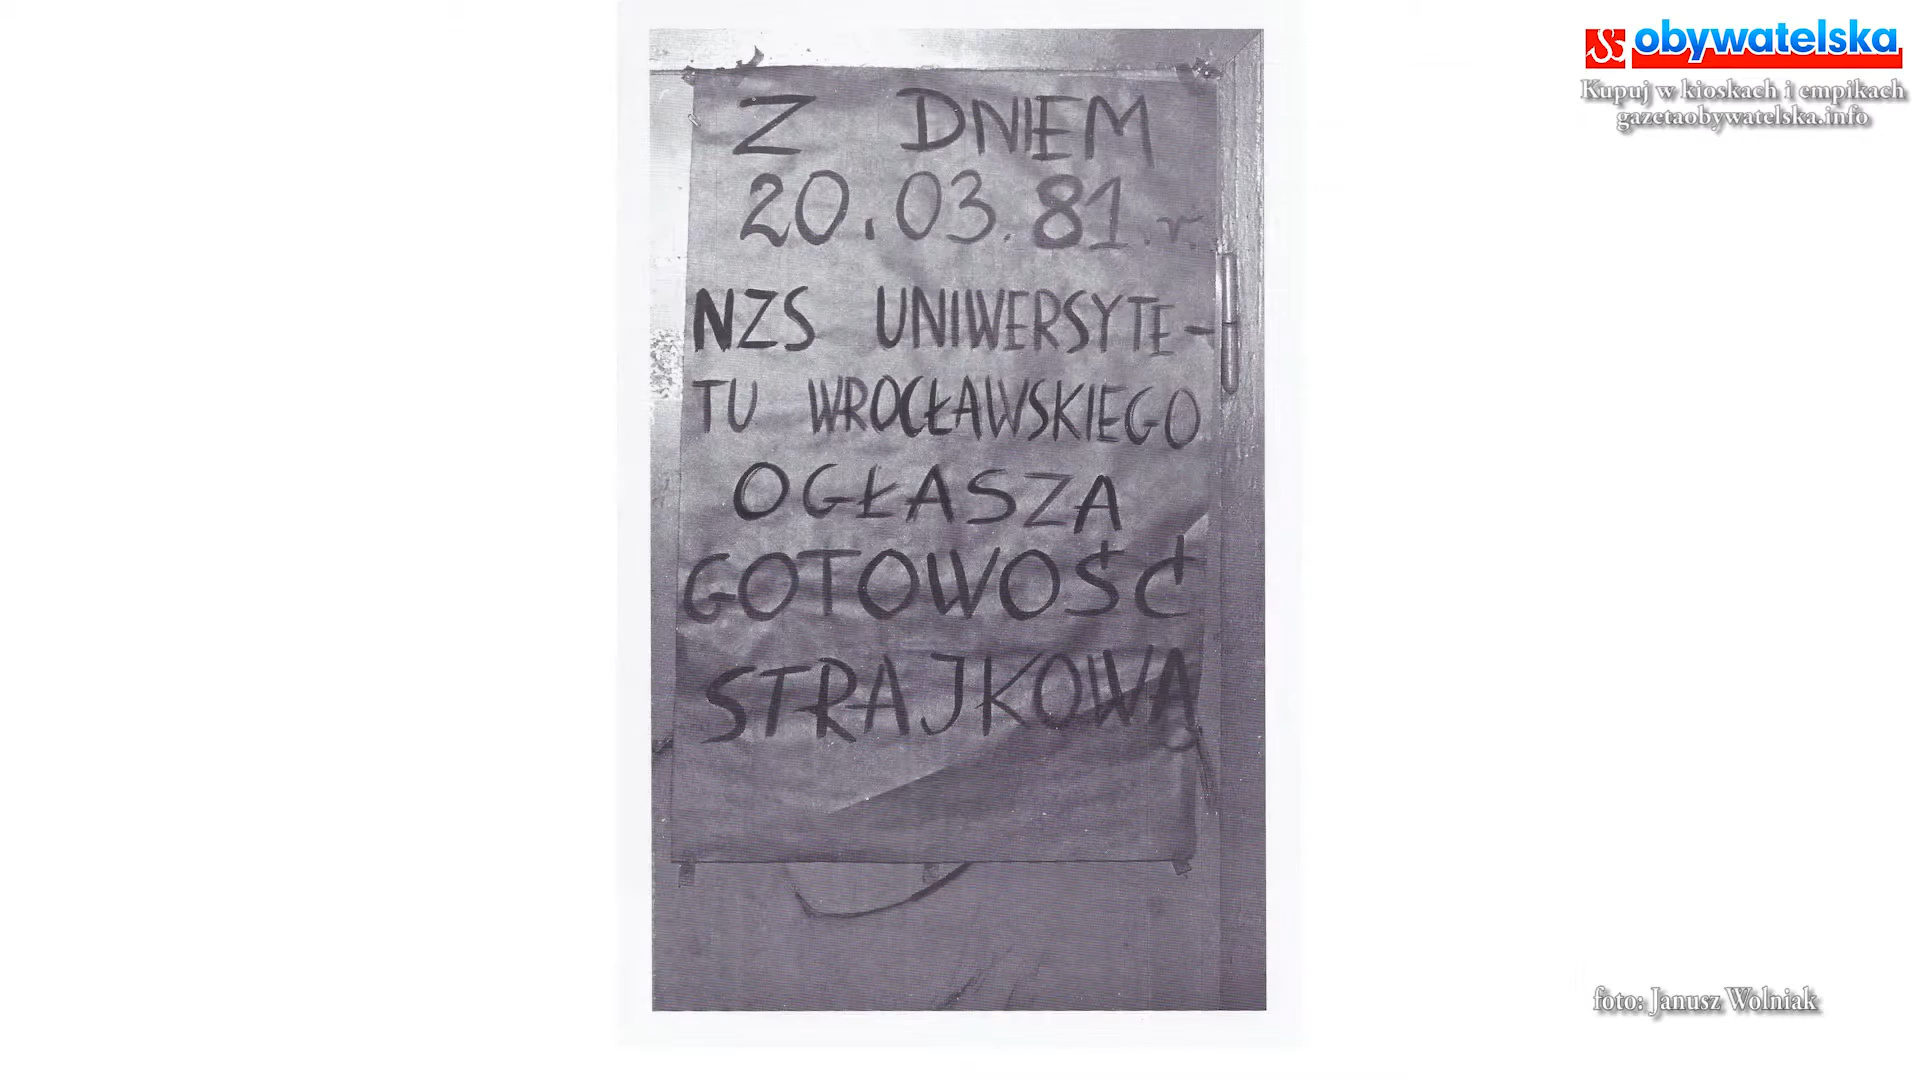 Z DNIEM
20.03.81.r.
NZS UNIWERSYTE-
TU WROCŁAWSKIEGO
OGŁASZA
GOTOWOŚĆ
STRAJKOWĄ
obywatelska
Kupuj w kioskach i empikach
gazetaobywatelska.info
foto: Janusz Wolniak